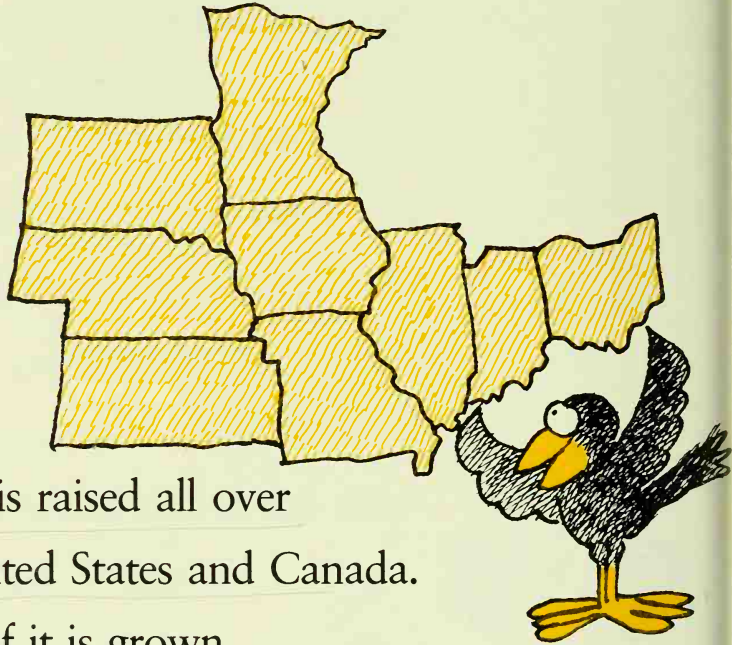 is raised all over
ted States and Canada.
f it is grown